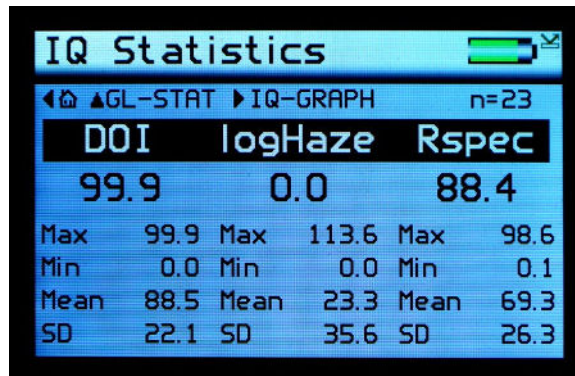 IQ Statistics
GL-STAT IQ-GRAPH n=23
DOI logHaze Rspec
99.9 0.0 88.4
Max 99.9 Max 113.6 Max 98.6
Min 0.0 Min 0.0 Min 0.1
Mean 88.5 Mean 23.3 Mean 69.3
SD 22.1 SD 35.6 SD 26.3